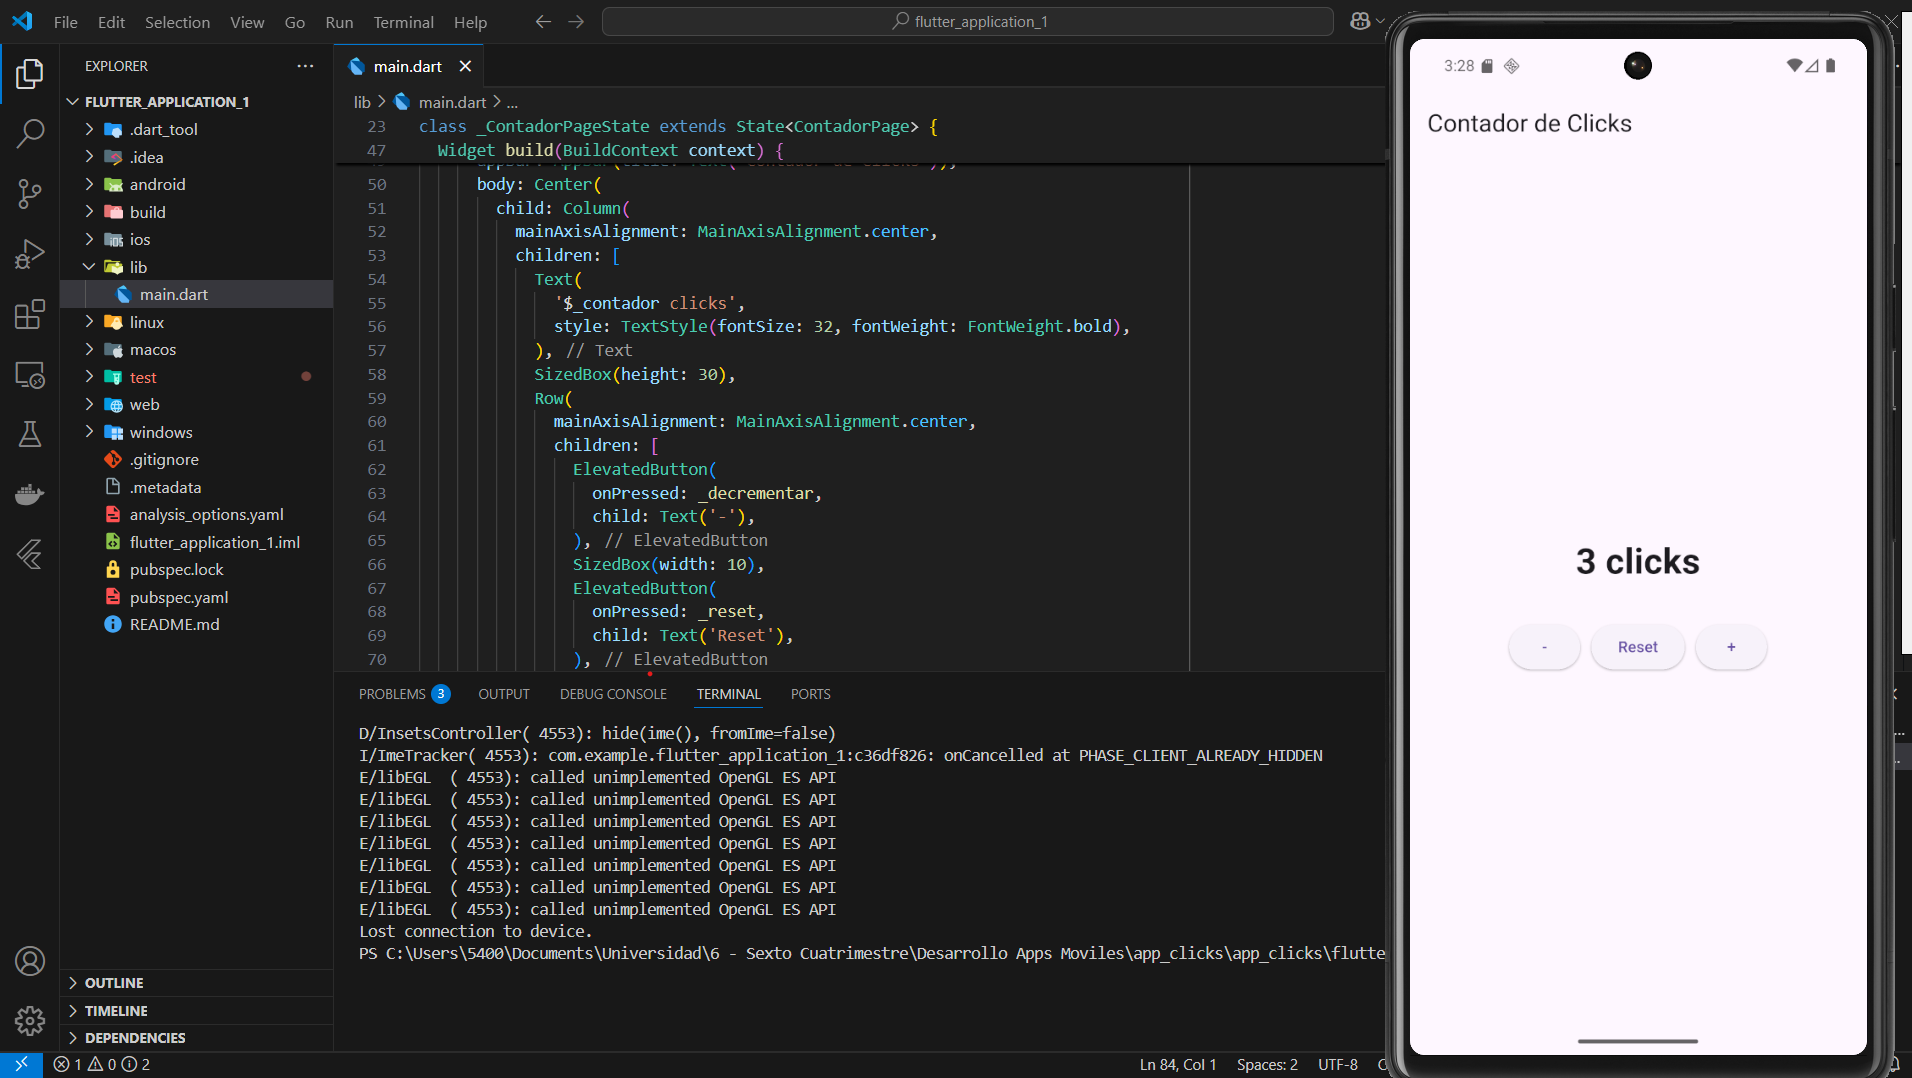 File Edit Selection View Go Run Terminal Help
flutter_application_1
EXPLORER
FLUTTER_APPLICATION_1
.dart_tool
.idea
android
build
ios
lib
main.dart
linux
macos
test
web
windows
.gitignore
.metadata
analysis_options.yaml
flutter_application_1.iml
pubspec.lock
pubspec.yaml
README.md
OUTLINE
TIMELINE
DEPENDENCIES
main.dart
lib > main.dart > ...
23 class _ContadorPageState extends State<ContadorPage> {
47 Widget build(BuildContext context) {
50 body: Center(
51 child: Column(
52 mainAxisAlignment: MainAxisAlignment.center,
53 children: [
54 Text(
55 '$_contador clicks',
56 style: TextStyle(fontSize: 32, fontWeight: FontWeight.bold),
57 ), // Text
58 SizedBox(height: 30),
59 Row(
60 mainAxisAlignment: MainAxisAlignment.center,
61 children: [
62 ElevatedButton(
63 onPressed: _decrementar,
64 child: Text('-'),
65 ), // ElevatedButton
66 SizedBox(width: 10),
67 ElevatedButton(
68 onPressed: _reset,
69 child: Text('Reset'),
70 ), // ElevatedButton
PROBLEMS 3 OUTPUT DEBUG CONSOLE TERMINAL PORTS
D/InsetsController( 4553): hide(ime(), fromIme=false)
I/ImeTracker( 4553): com.example.flutter_application_1:c36df826: onCancelled at PHASE_CLIENT_ALREADY_HIDDEN
E/libEGL  ( 4553): called unimplemented OpenGL ES API
E/libEGL  ( 4553): called unimplemented OpenGL ES API
E/libEGL  ( 4553): called unimplemented OpenGL ES API
E/libEGL  ( 4553): called unimplemented OpenGL ES API
E/libEGL  ( 4553): called unimplemented OpenGL ES API
E/libEGL  ( 4553): called unimplemented OpenGL ES API
E/libEGL  ( 4553): called unimplemented OpenGL ES API
Lost connection to device.
PS C:\Users\5400\Documents\Universidad\6 - Sexto Cuatrimestre\Desarrollo Apps Moviles\app_clicks\app_clicks\flutte
1 0 2
Ln 84, Col 1 Spaces: 2 UTF-8
3:28
Contador de Clicks
3 clicks
- Reset +